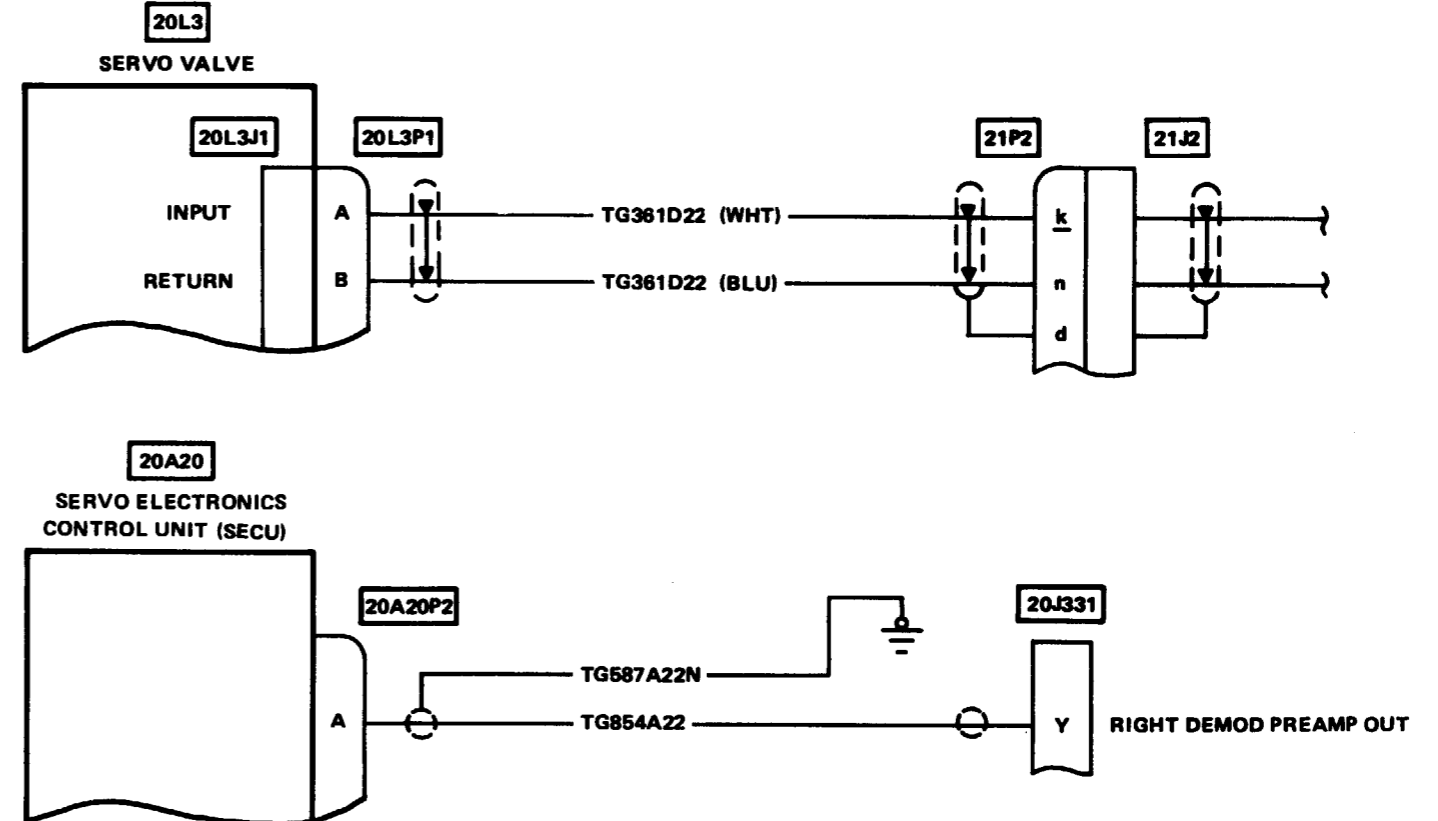 20L3
SERVO VALVE
20L3J1
20L3P1
21P2
21J2
INPUT
A
TG361D22 (WHT)
k
RETURN
B
TG361D22 (BLU)
n
d
20A20
SERVO ELECTRONICS
CONTROL UNIT (SECU)
20A20P2
20J331
TG587A22N
A
TG854A22
Y
RIGHT DEMOD PREAMP OUT